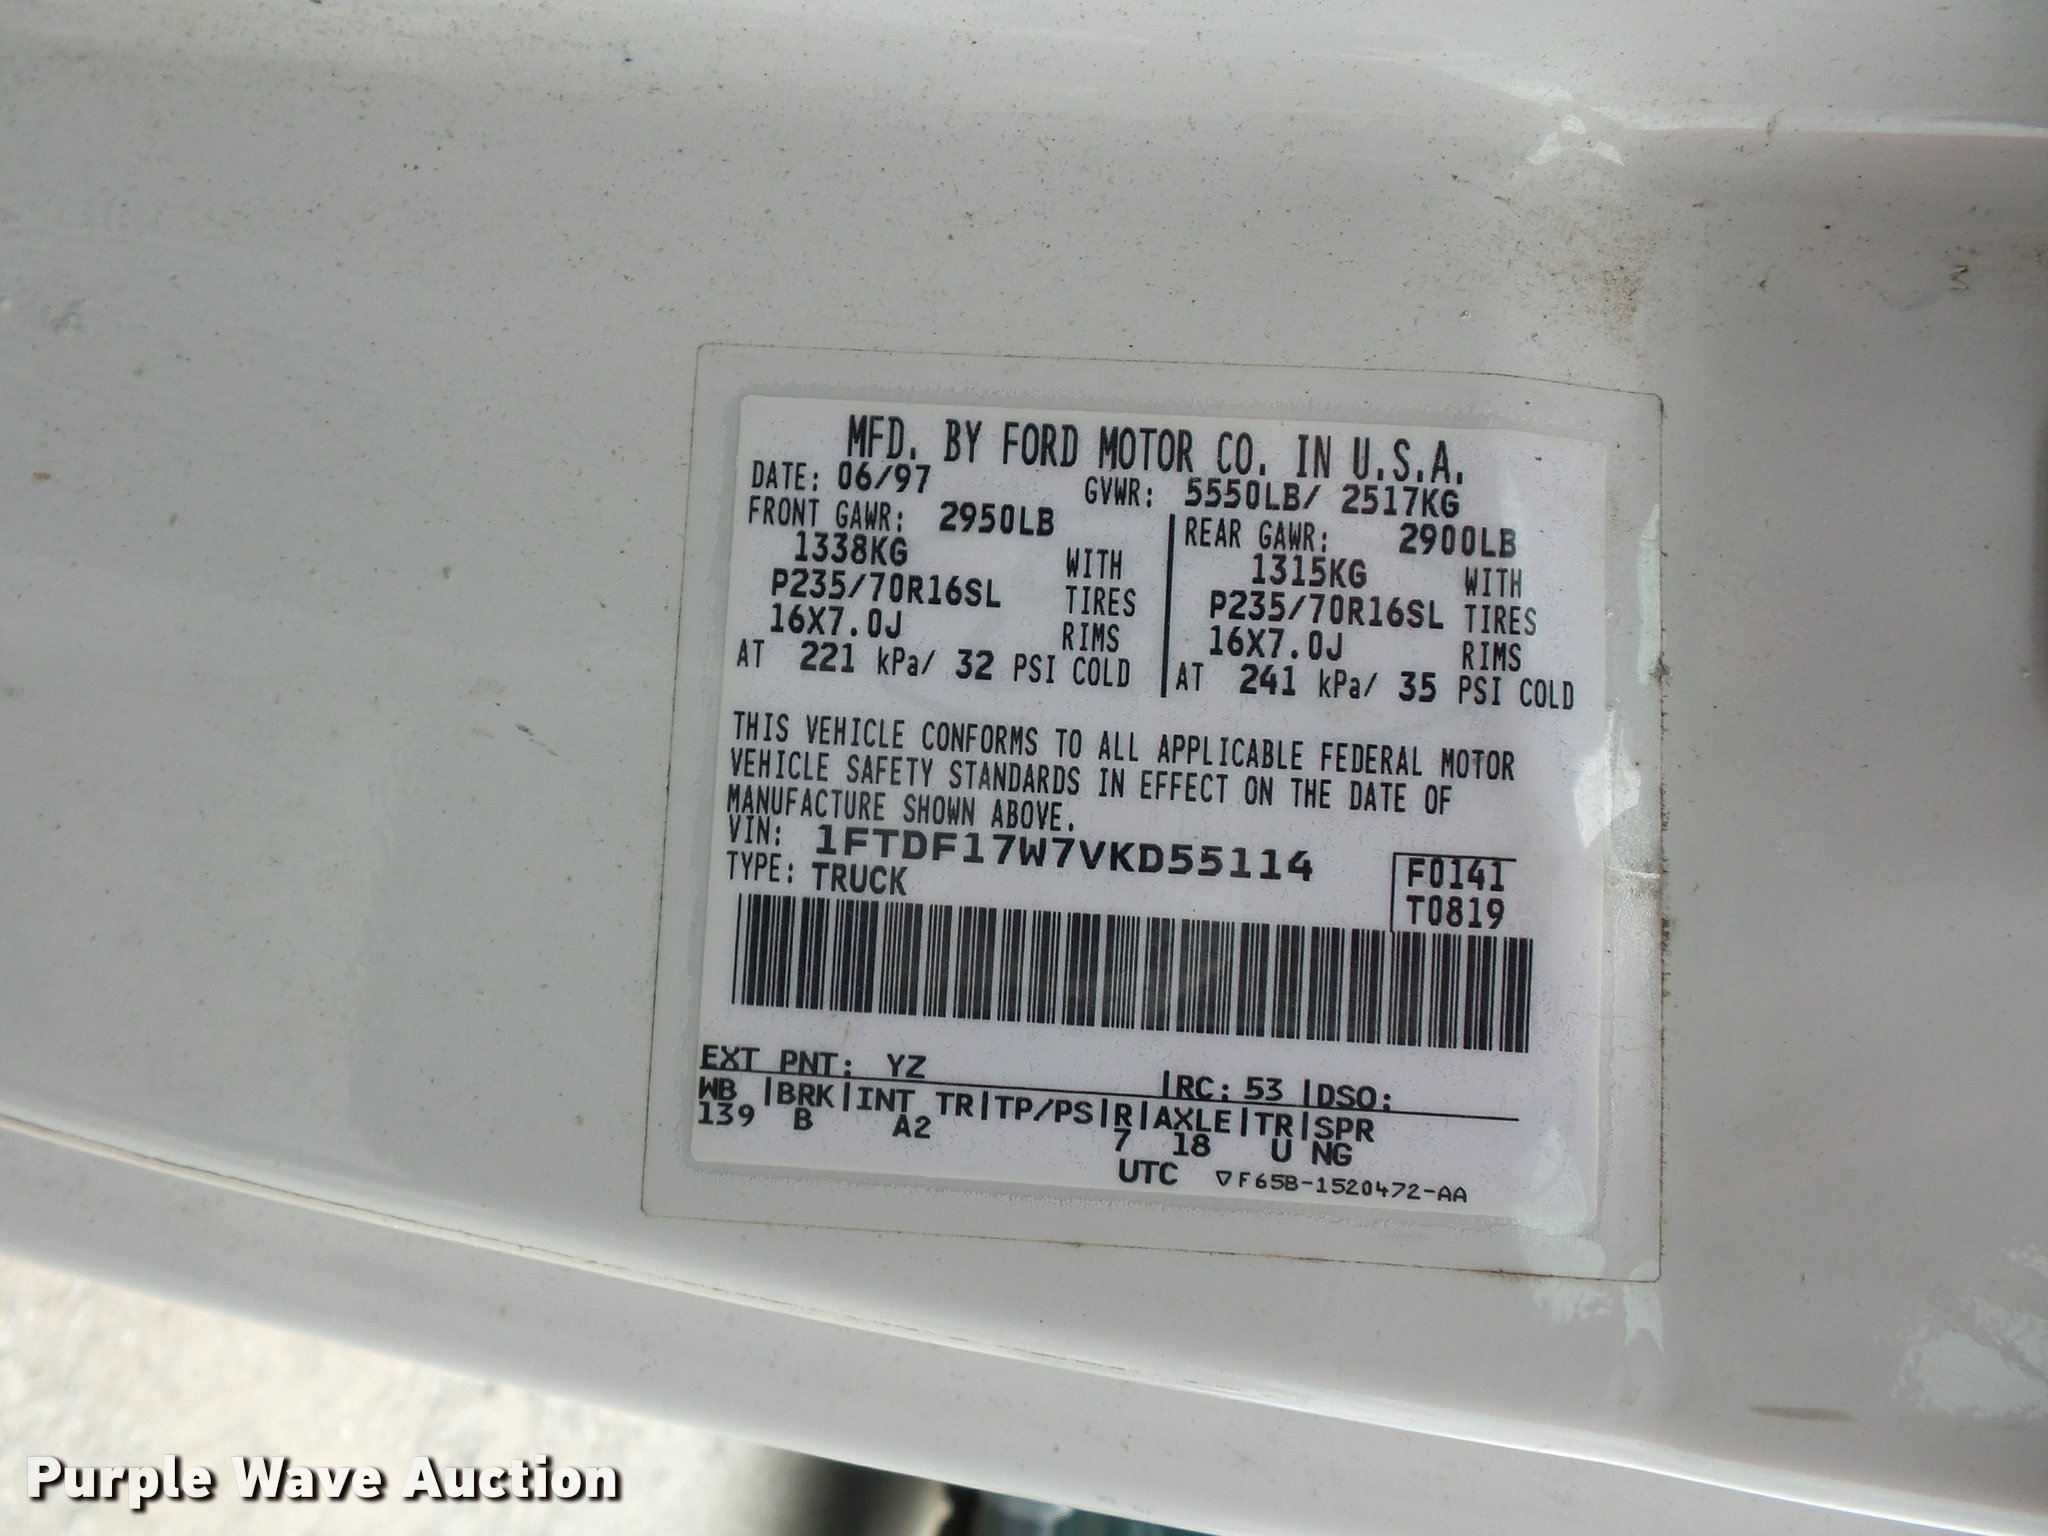 MFD. BY FORD MOTOR CO. IN U.S.A.
DATE: 06/97 GVWR: 5550LB/ 2517KG
FRONT GAWR: 2950LB REAR GAWR: 2900LB
1338KG WITH 1315KG WITH
P235/70R16SL TIRES P235/70R16SL TIRES
16X7.0J RIMS 16X7.0J RIMS
AT 221 kPa/ 32 PSI COLD AT 241 kPa/ 35 PSI COLD
THIS VEHICLE CONFORMS TO ALL APPLICABLE FEDERAL MOTOR
VEHICLE SAFETY STANDARDS IN EFFECT ON THE DATE OF
MANUFACTURE SHOWN ABOVE.
VIN: 1FTDF17W7VKD55114
TYPE: TRUCK
F0141
T0819
EXT PNT: YZ |RC: 53 |DSO:
WB |BRK|INT TR|TP/PS|R|AXLE|TR|SPR
139 B A2 7 18 U NG
UTC ▽F65B-1520472-AA
Purple Wave Auction